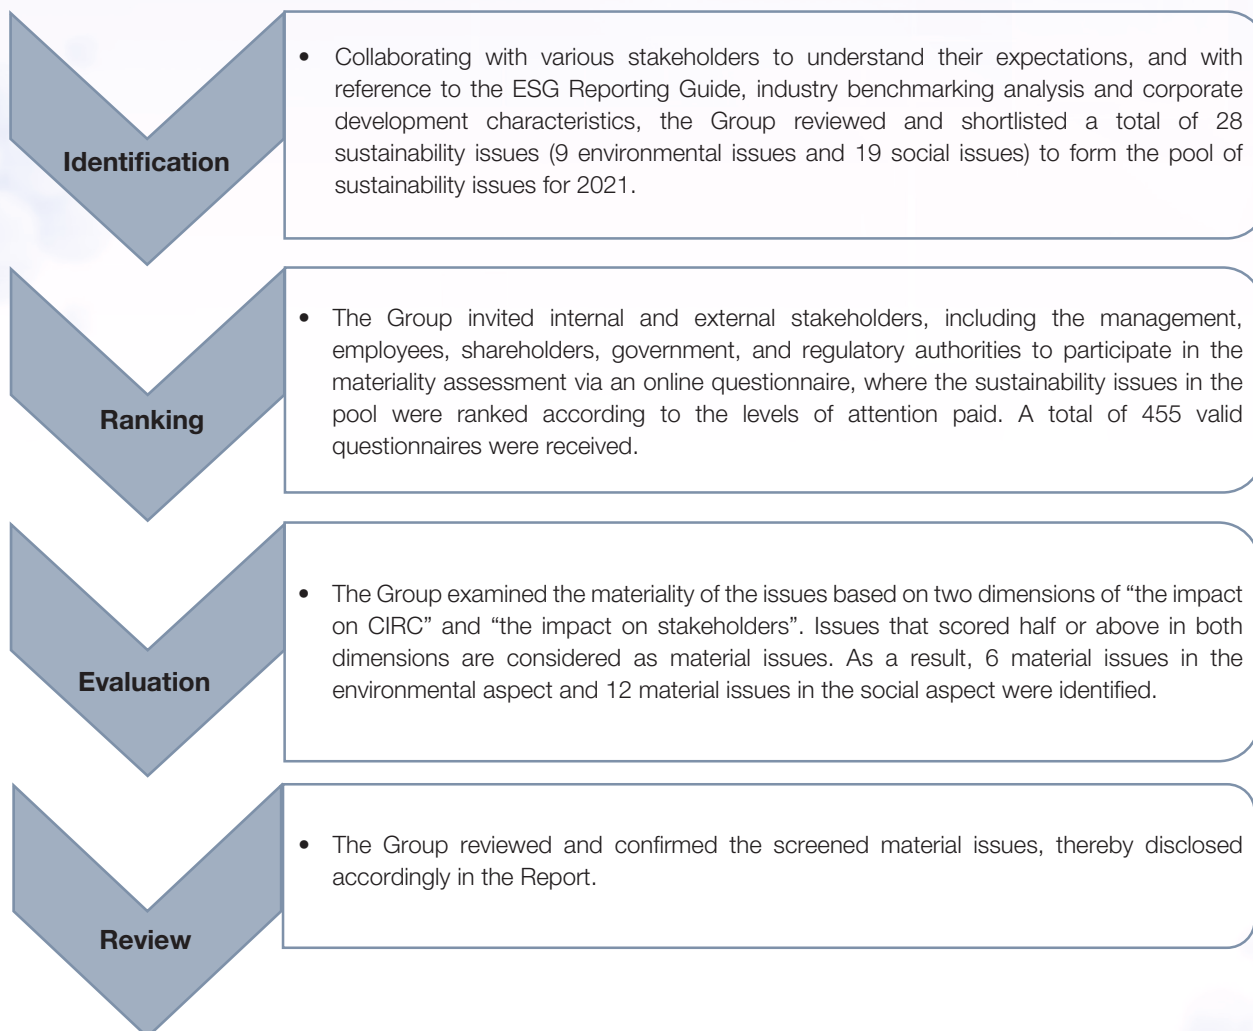 Identification
• Collaborating with various stakeholders to understand their expectations, and with
reference to the ESG Reporting Guide, industry benchmarking analysis and corporate
development characteristics, the Group reviewed and shortlisted a total of 28
sustainability issues (9 environmental issues and 19 social issues) to form the pool of
sustainability issues for 2021.
Ranking
• The Group invited internal and external stakeholders, including the management,
employees, shareholders, government, and regulatory authorities to participate in the
materiality assessment via an online questionnaire, where the sustainability issues in the
pool were ranked according to the levels of attention paid. A total of 455 valid
questionnaires were received.
Evaluation
• The Group examined the materiality of the issues based on two dimensions of “the impact
on CIRC” and “the impact on stakeholders”. Issues that scored half or above in both
dimensions are considered as material issues. As a result, 6 material issues in the
environmental aspect and 12 material issues in the social aspect were identified.
Review
• The Group reviewed and confirmed the screened material issues, thereby disclosed
accordingly in the Report.